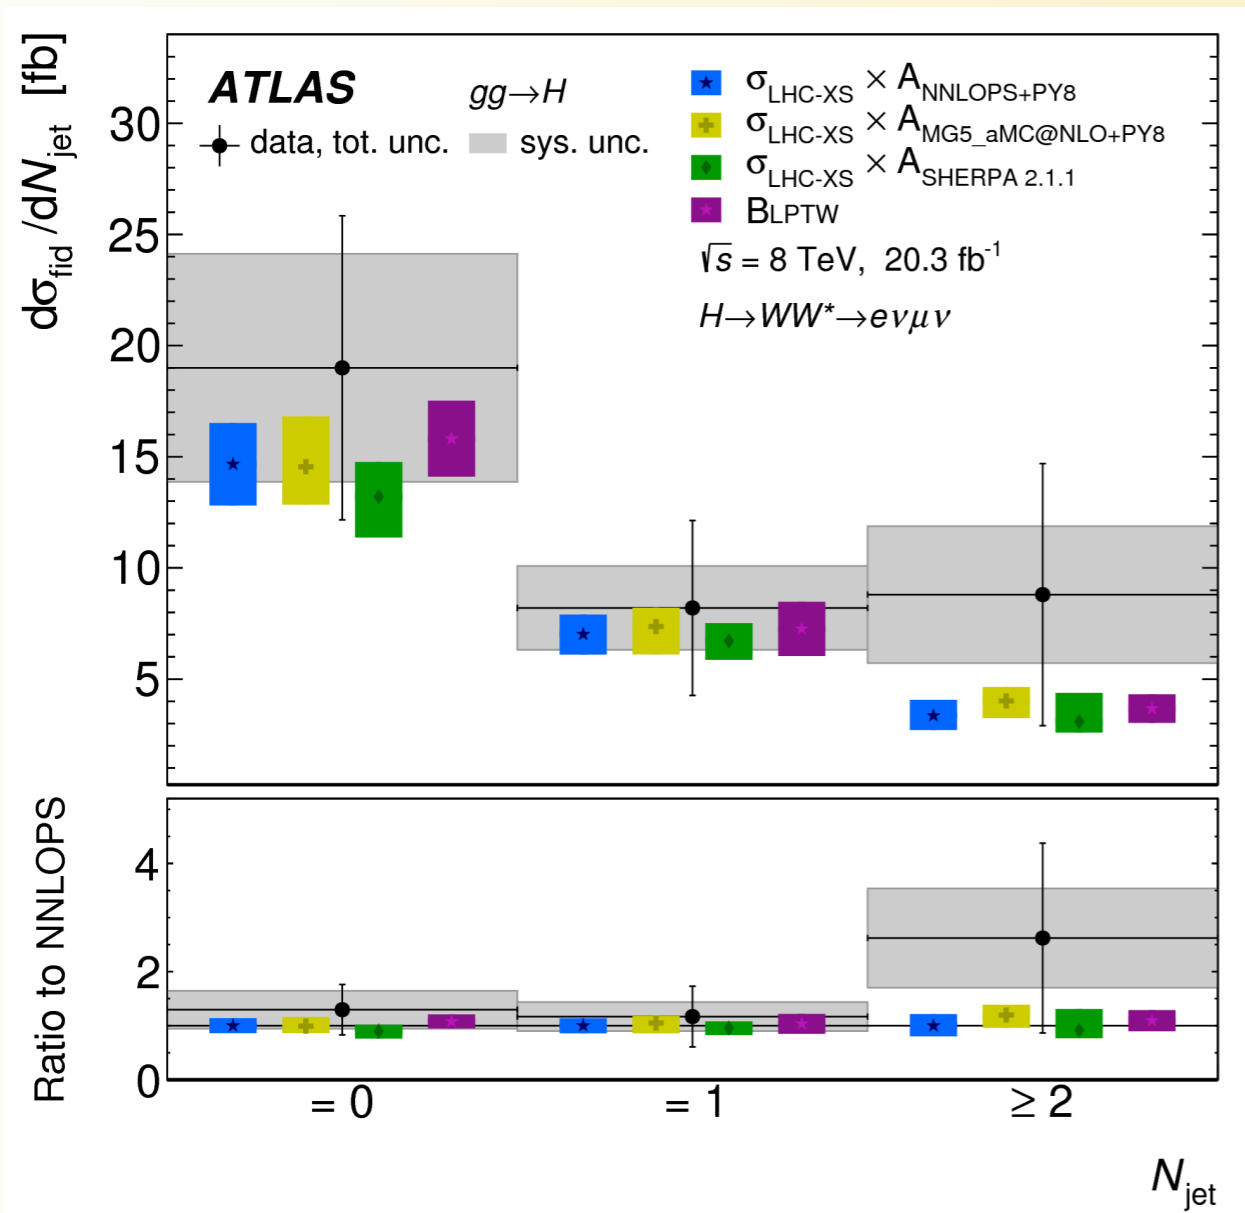 dσfid/dNjet [fb]
ATLAS gg→H
data, tot. unc. sys. unc.
σLHC-XS × ANNLOPS+PY8
σLHC-XS × AMG5_aMC@NLO+PY8
σLHC-XS × ASHERPA 2.1.1
BLPTW
√s = 8 TeV, 20.3 fb-1
H→WW*→eνμν
30
25
20
15
10
5
Ratio to NNLOPS
4
2
0
= 0 = 1 ≥ 2
Njet